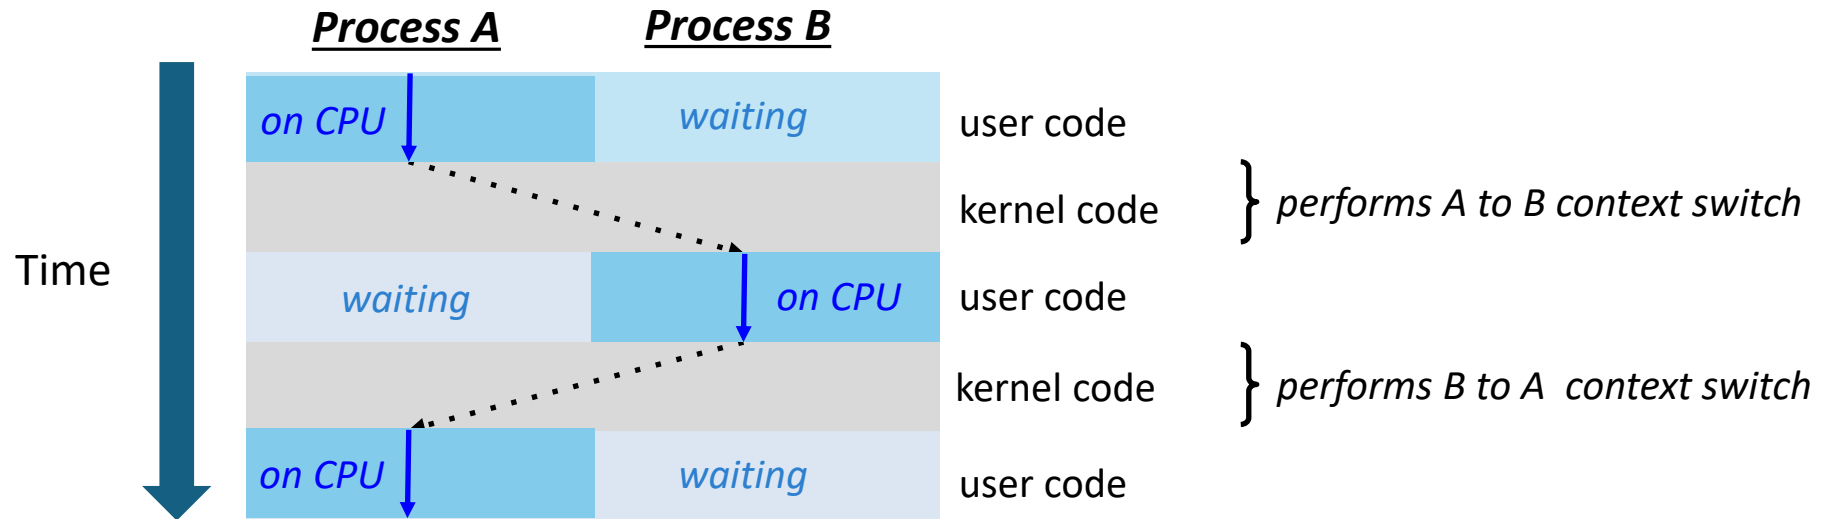 Process A Process B
on CPU waiting user code
kernel code } performs A to B context switch
Time
waiting on CPU user code
kernel code } performs B to A context switch
on CPU waiting user code